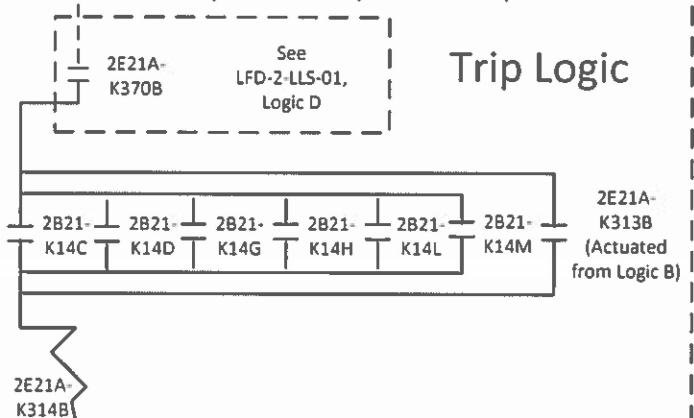 2E21A-
K370B
See
LFD-2-LLS-01,
Logic D
Trip Logic
2B21-
K14C
2B21-
K14D
2B21-
K14G
2B21-
K14H
2B21-
K14L
2B21-
K14M
2E21A-
K313B
(Actuated
from Logic B)
2E21A-
K314B